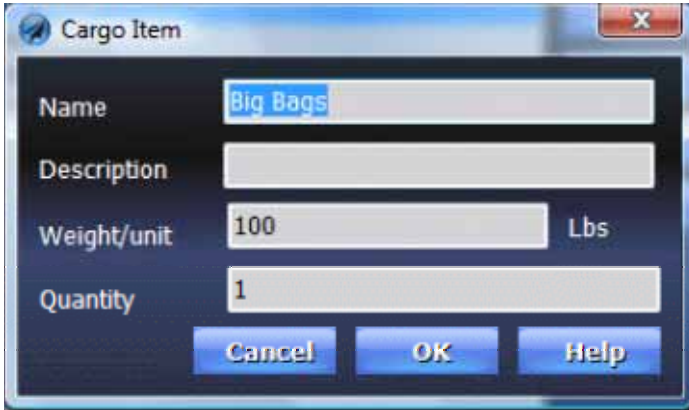 Cargo Item
Name
Big Bags
Description
Weight/unit
100
Lbs
Quantity
1
Cancel
OK
Help